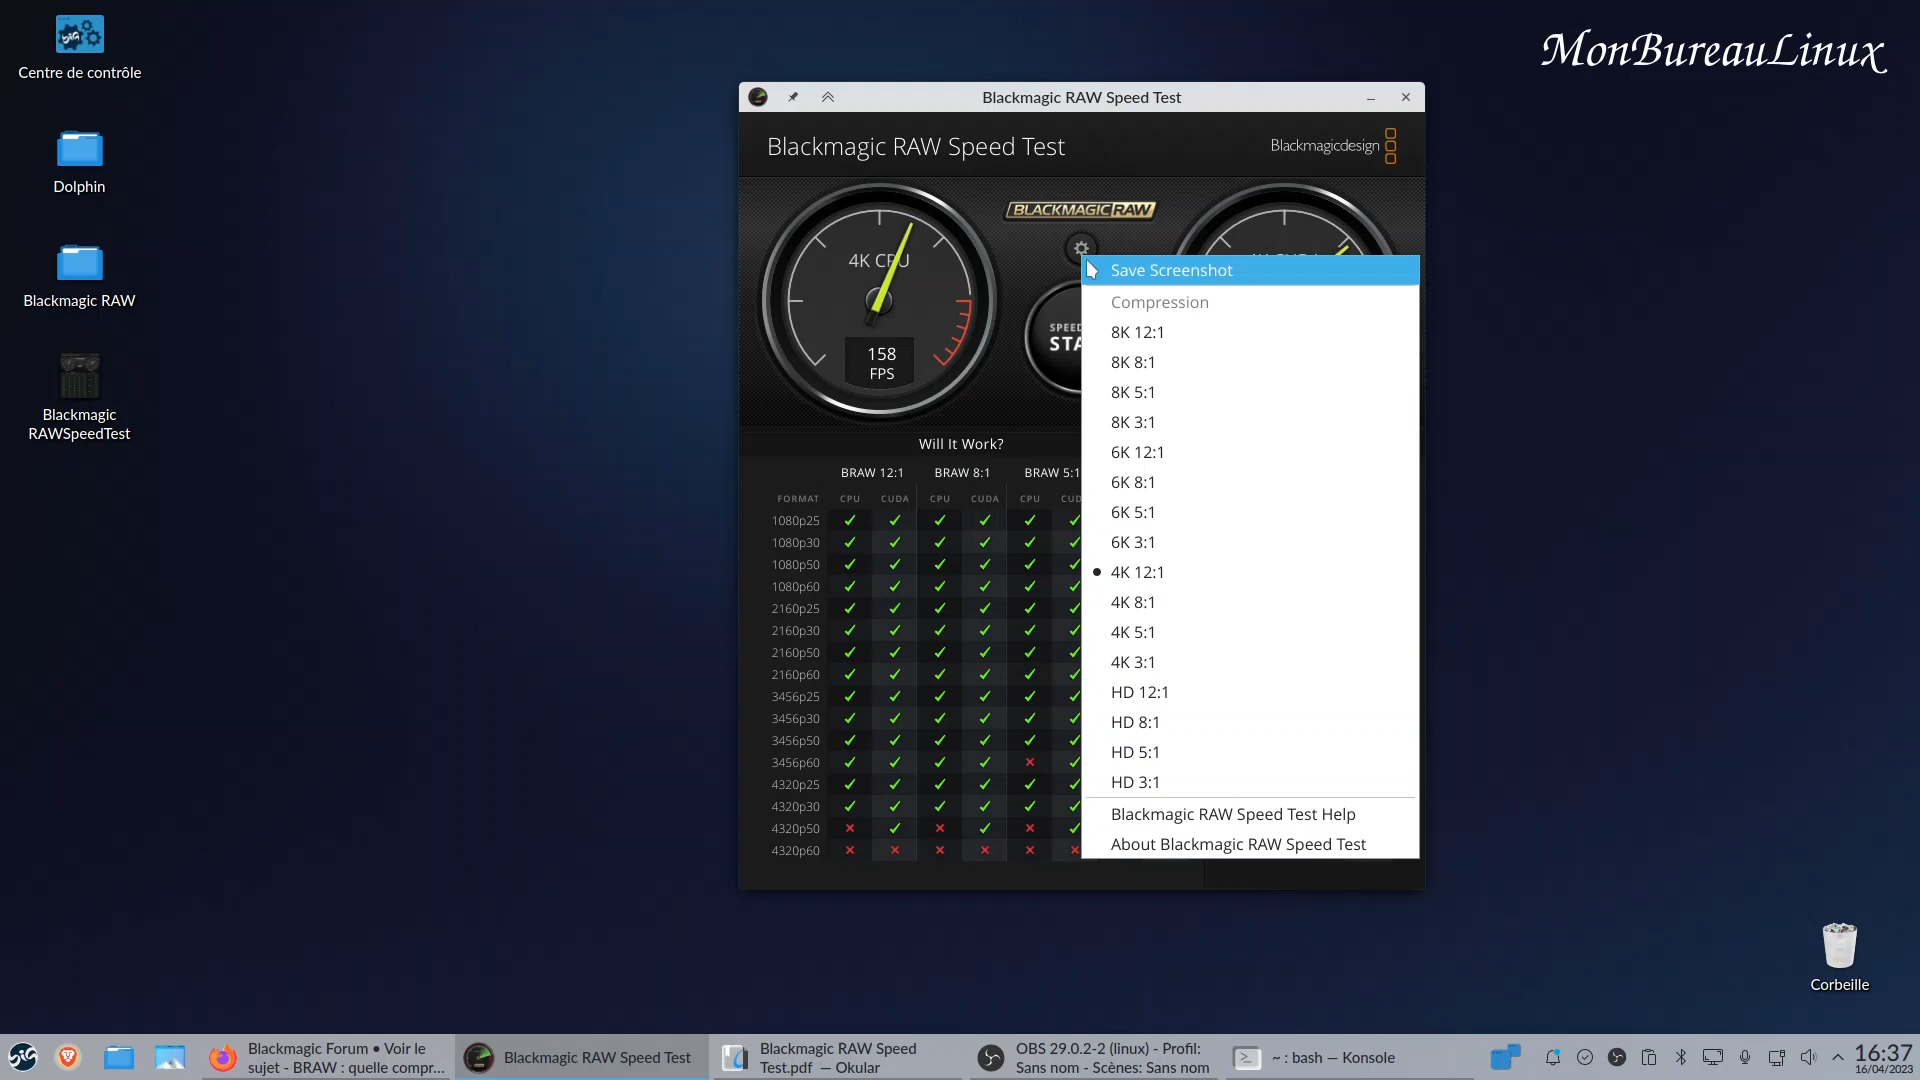 Centre de contrôle
Dolphin
Blackmagic RAW
Blackmagic
RAWSpeedTest
MonBureauLinux
Blackmagic RAW Speed Test
Blackmagic RAW Speed Test
Blackmagicdesign
BLACKMAGICRAW
4K CPU
158
FPS
SPEED
STA
Save Screenshot
Compression
8K 12:1
8K 8:1
8K 5:1
8K 3:1
6K 12:1
6K 8:1
6K 5:1
6K 3:1
4K 12:1
4K 8:1
4K 5:1
4K 3:1
HD 12:1
HD 8:1
HD 5:1
HD 3:1
Blackmagic RAW Speed Test Help
About Blackmagic RAW Speed Test
Will It Work?
BRAW 12:1 BRAW 8:1 BRAW 5:1
FORMAT CPU CUDA CPU CUDA CPU CUD
1080p25
1080p30
1080p50
1080p60
2160p25
2160p30
2160p50
2160p60
3456p25
3456p30
3456p50
3456p60
4320p25
4320p30
4320p50
4320p60
Corbeille
Blackmagic Forum • Voir le
sujet - BRAW : quelle compr...
Blackmagic RAW Speed Test
Blackmagic RAW Speed
Test.pdf — Okular
OBS 29.0.2-2 (linux) - Profil:
Sans nom - Scènes: Sans nom
~ : bash — Konsole
16:37
16/04/2023